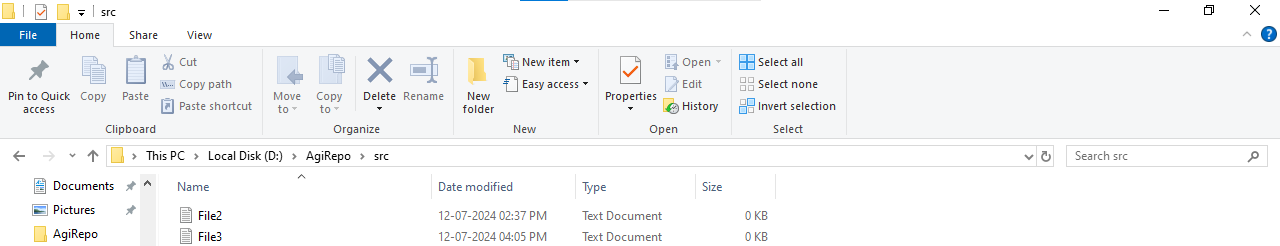 src
File Home Share View
Pin to Quick access
Copy
Paste
Cut
Copy path
Paste shortcut
Clipboard
Move to
Copy to
Delete
Rename
Organize
New folder
New item
Easy access
New
Properties
Open
Edit
History
Open
Select all
Select none
Invert selection
Select
This PC > Local Disk (D:) > AgiRepo > src
Search src
Documents
Pictures
AgiRepo
Name Date modified Type Size
File2 12-07-2024 02:37 PM Text Document 0 KB
File3 12-07-2024 04:05 PM Text Document 0 KB